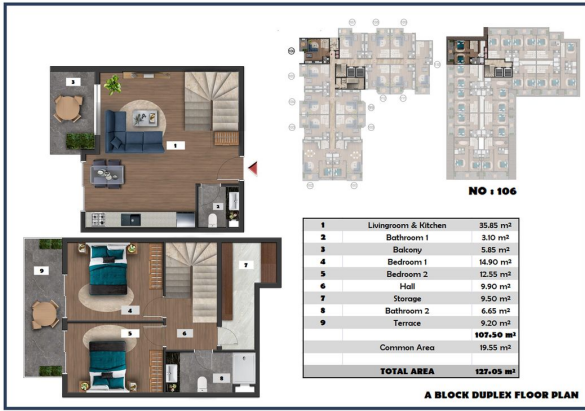 3
1
2
NO : 106
9
7
4
5
6
8
1 Livingroom & Kitchen 35.85 m²
2 Bathroom 1 3.10 m²
3 Balcony 5.85 m²
4 Bedroom 1 14.90 m²
5 Bedroom 2 12.55 m²
6 Hall 9.90 m²
7 Storage 9.50 m²
8 Bathroom 2 6.65 m²
9 Terrace 9.20 m²
107.50 m²
Common Area 19.55 m²
TOTAL AREA 127.05 m²
A BLOCK DUPLEX FLOOR PLAN